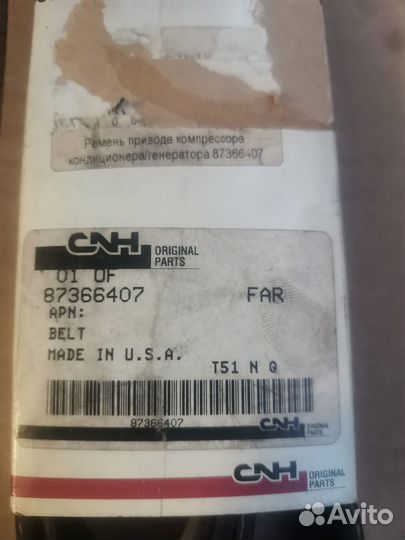 Ремень привода компрессора
кондиционера/генератора 87366407
CNH ORIGINAL PARTS
01 OF
87366407 FAR
APN:
BELT
MADE IN U.S.A.
T51 N Q
87366407
CNH ORIGINAL PARTS
CNH ORIGINAL PARTS
Avito